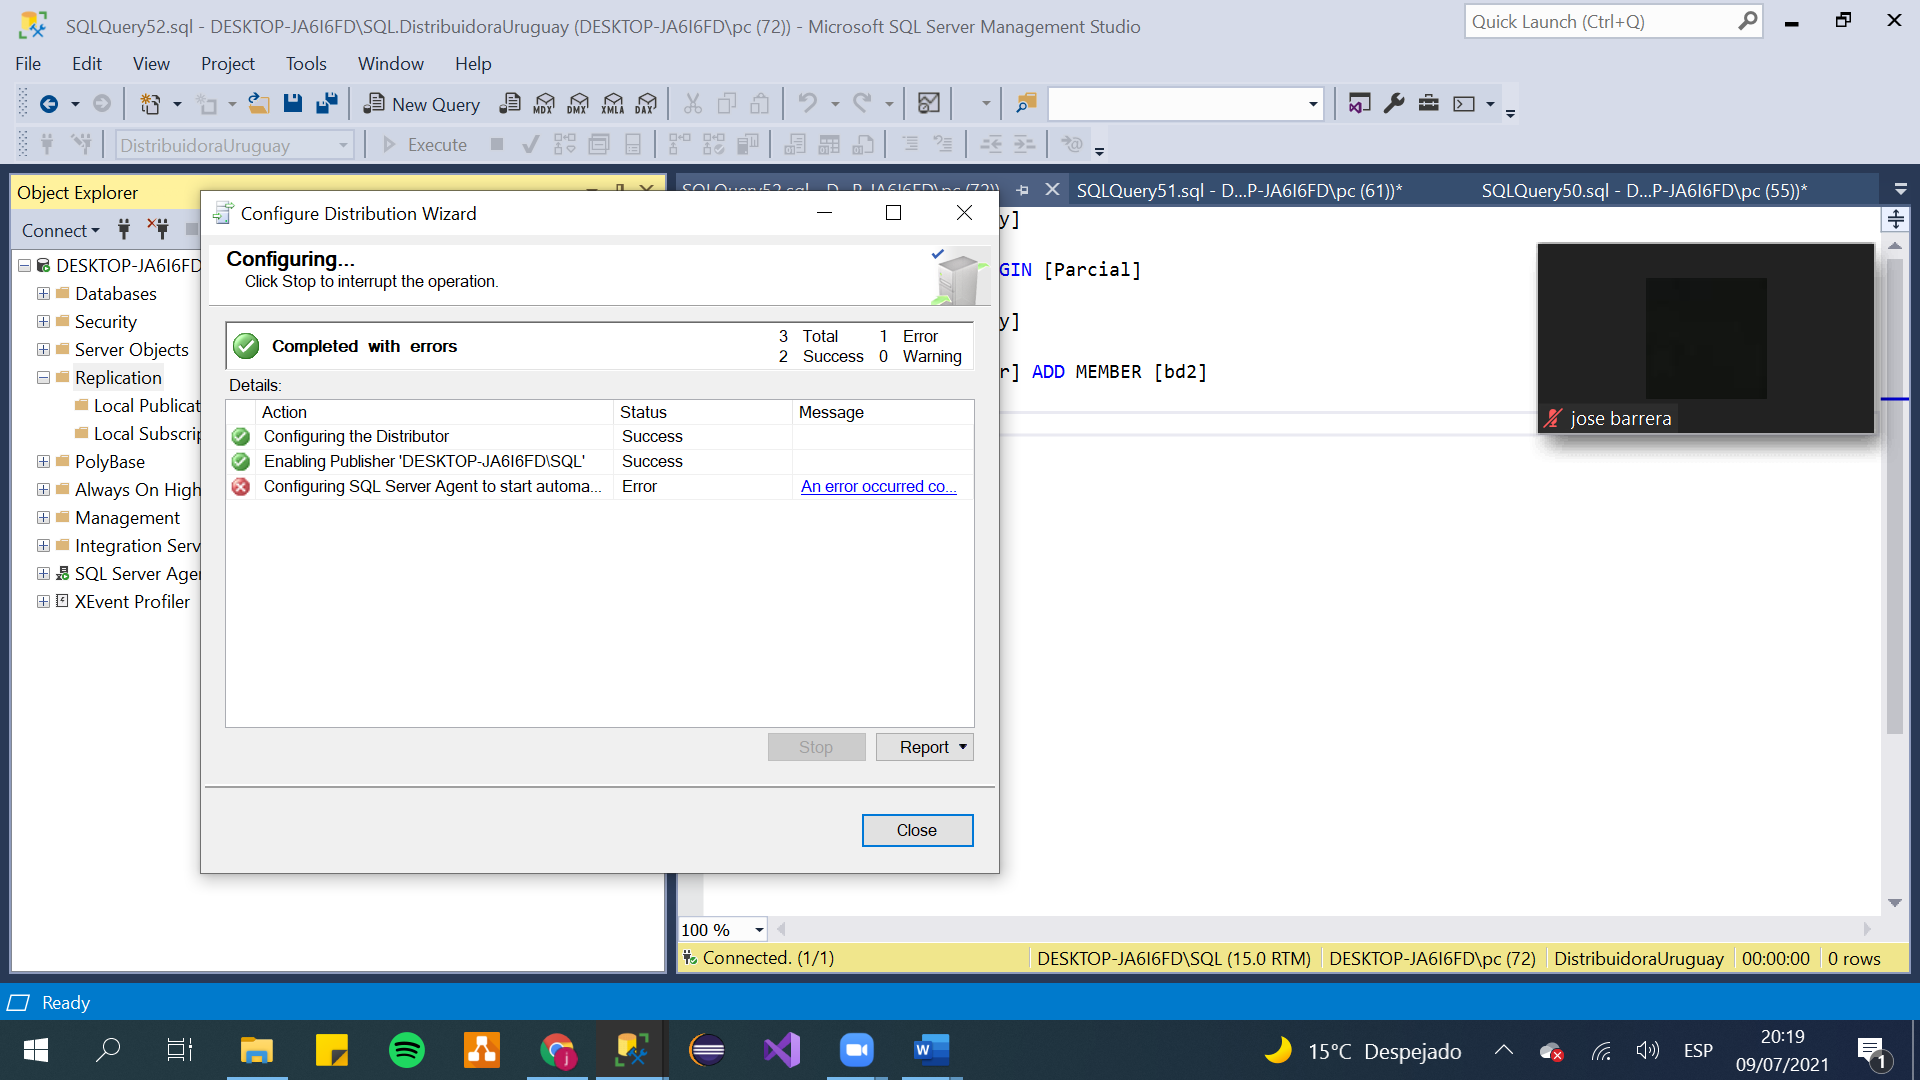 SQLQuery52.sql - DESKTOP-JA6I6FD\SQL.DistribuidoraUruguay (DESKTOP-JA6I6FD\pc (72)) - Microsoft SQL Server Management Studio
Quick Launch (Ctrl+Q)
File Edit View Project Tools Window Help
New Query MDX DMX XMLA DAX
DistribuidoraUruguay Execute
Object Explorer
SQLQuery52.sql - D...P-JA6I6FD\pc (72))
SQLQuery51.sql - D...P-JA6I6FD\pc (61))*
SQLQuery50.sql - D...P-JA6I6FD\pc (55))*
Connect
DESKTOP-JA6I6FD
Databases
Security
Server Objects
Replication
Local Publicat
Local Subscrip
PolyBase
Always On High
Management
Integration Serv
SQL Server Age
XEvent Profiler
Configure Distribution Wizard
Configuring...
Click Stop to interrupt the operation.
Completed with errors
3 Total 1 Error
2 Success 0 Warning
Details:
Action Status Message
Configuring the Distributor Success
Enabling Publisher 'DESKTOP-JA6I6FD\SQL' Success
Configuring SQL Server Agent to start automa... Error An error occurred co...
Stop Report
Close
y]
GIN [Parcial]
y]
r] ADD MEMBER [bd2]
jose barrera
100 %
Connected. (1/1)
DESKTOP-JA6I6FD\SQL (15.0 RTM) DESKTOP-JA6I6FD\pc (72) DistribuidoraUruguay 00:00:00 0 rows
Ready
15°C Despejado ESP
20:19
09/07/2021
1